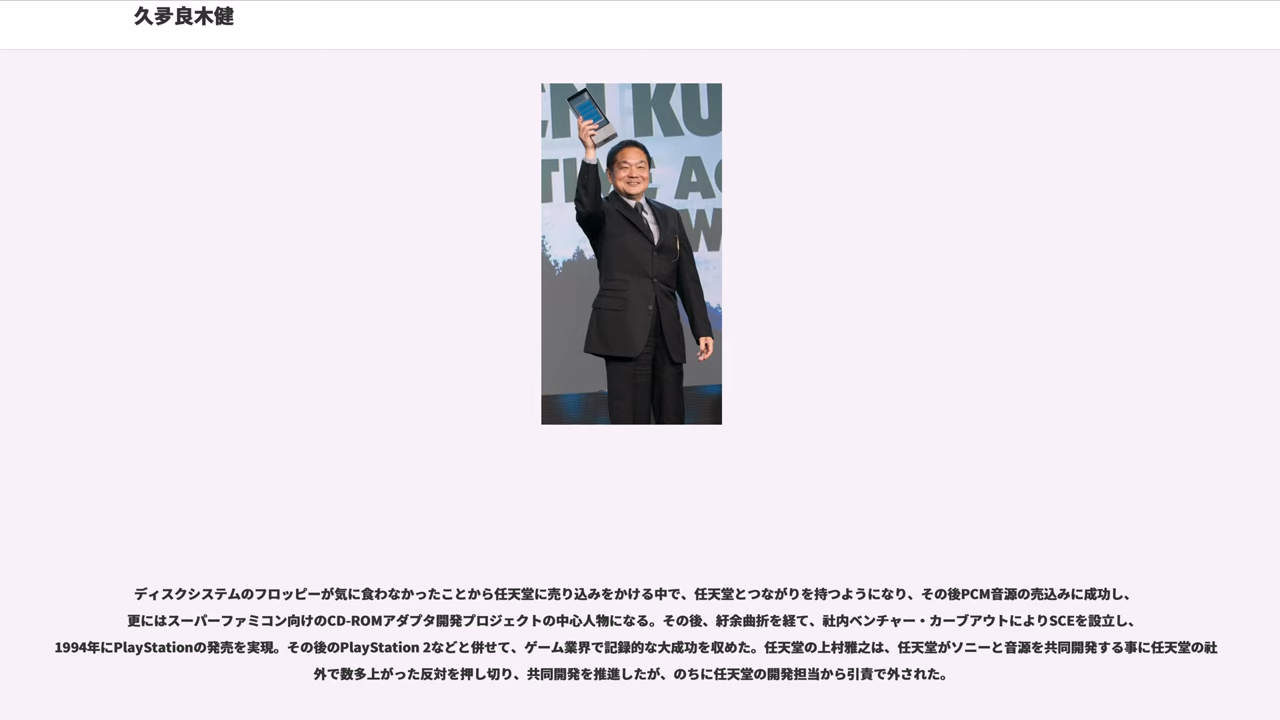 久夛良木健
CN KU
TIME AC
W
ディスクシステムのフロッピーが気に食わなかったことから任天堂に売り込みをかける中で、任天堂とつながりを持つようになり、その後PCM音源の売込みに成功し、
更にはスーパーファミコン向けのCD-ROMアダプタ開発プロジェクトの中心人物になる。その後、紆余曲折を経て、社内ベンチャー・カーブアウトによりSCEを設立し、
1994年にPlayStationの発売を実現。その後のPlayStation 2などと併せて、ゲーム業界で記録的な大成功を収めた。任天堂の上村雅之は、任天堂がソニーと音源を共同開発する事に任天堂の社
外で数多上がった反対を押し切り、共同開発を推進したが、のちに任天堂の開発担当から引責で外された。